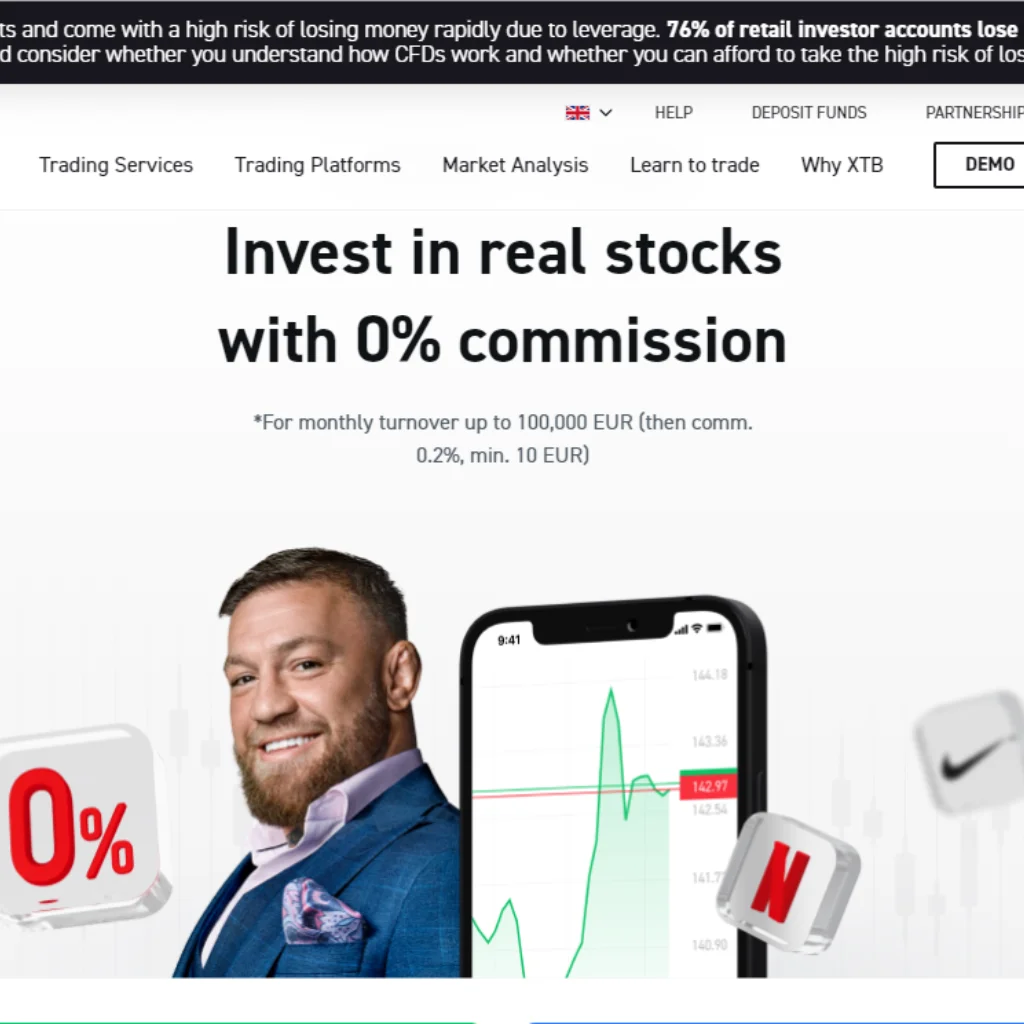 ts and come with a high risk of losing money rapidly due to leverage. 76% of retail investor accounts lose
d consider whether you understand how CFDs work and whether you can afford to take the high risk of los
HELP DEPOSIT FUNDS PARTNERSHIP
Trading Services Trading Platforms Market Analysis Learn to trade Why XTB DEMO
Invest in real stocks
with 0% commission
*For monthly turnover up to 100,000 EUR (then comm.
0.2%, min. 10 EUR)
9:41
144.18
143.36
142.97
142.54
141.77
140.90
0%
N